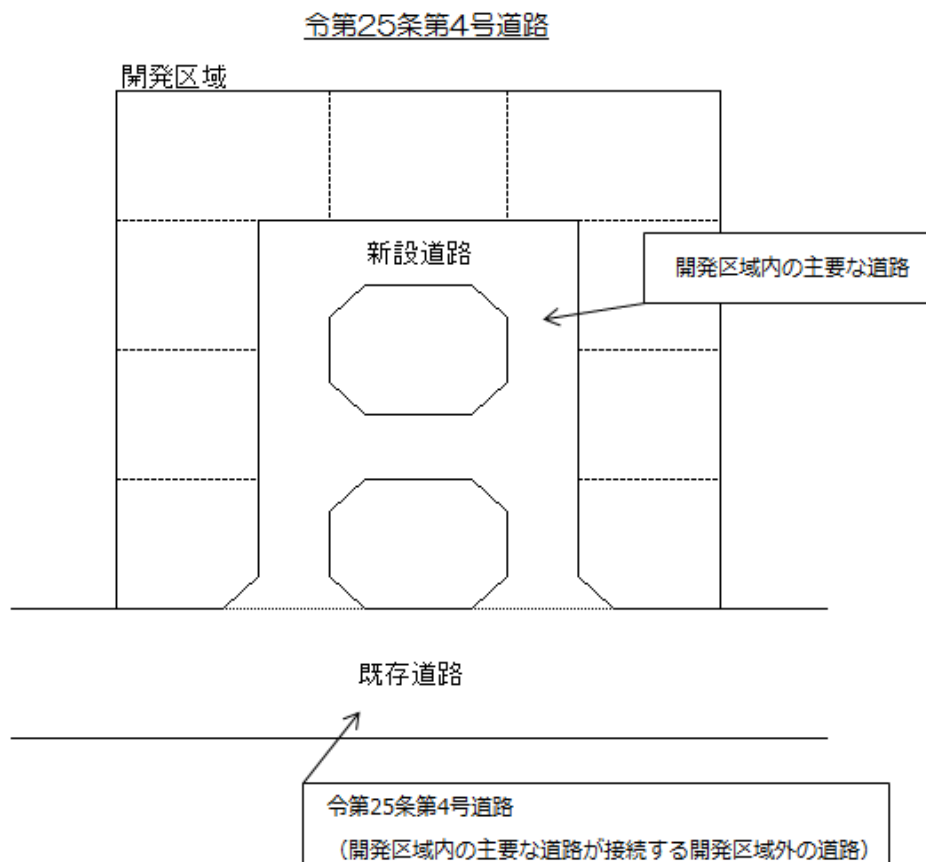 令第25条第4号道路
開発区域
新設道路
開発区域内の主要な道路
既存道路
令第25条第4号道路
（開発区域内の主要な道路が接続する開発区域外の道路）